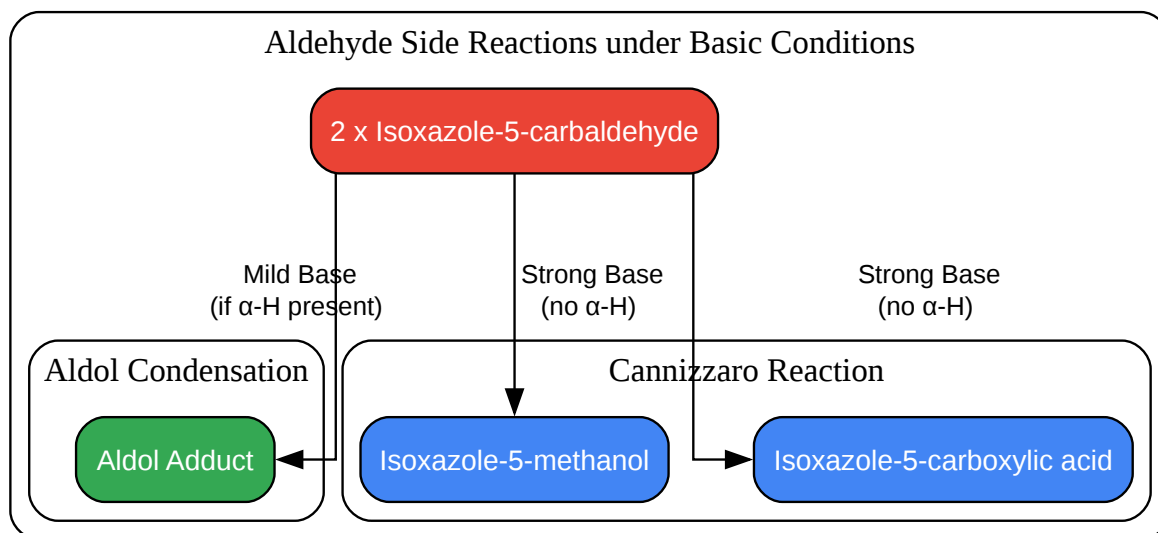 Aldehyde Side Reactions under Basic Conditions
2 x Isoxazole-5-carbaldehyde
Mild Base
(if α-H present)
Strong Base
(no α-H)
Strong Base
(no α-H)
Aldol Condensation
Cannizzaro Reaction
Aldol Adduct
Isoxazole-5-methanol
Isoxazole-5-carboxylic acid